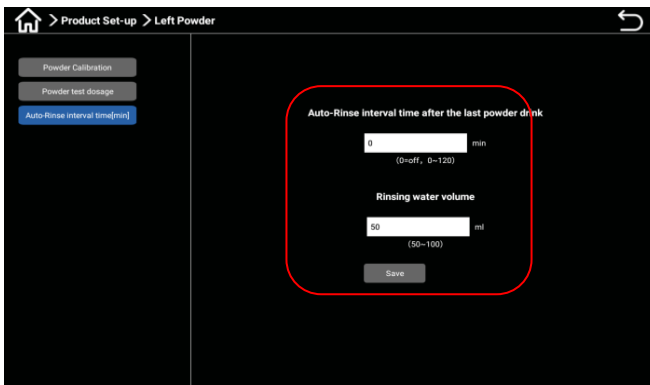 > Product Set-up > Left Powder
Powder Calibration
Powder test dosage
Auto-Rinse interval time[min]
Auto-Rinse interval time after the last powder drink
0 min
(0=off, 0~120)
Rinsing water volume
50 ml
(50~100)
Save